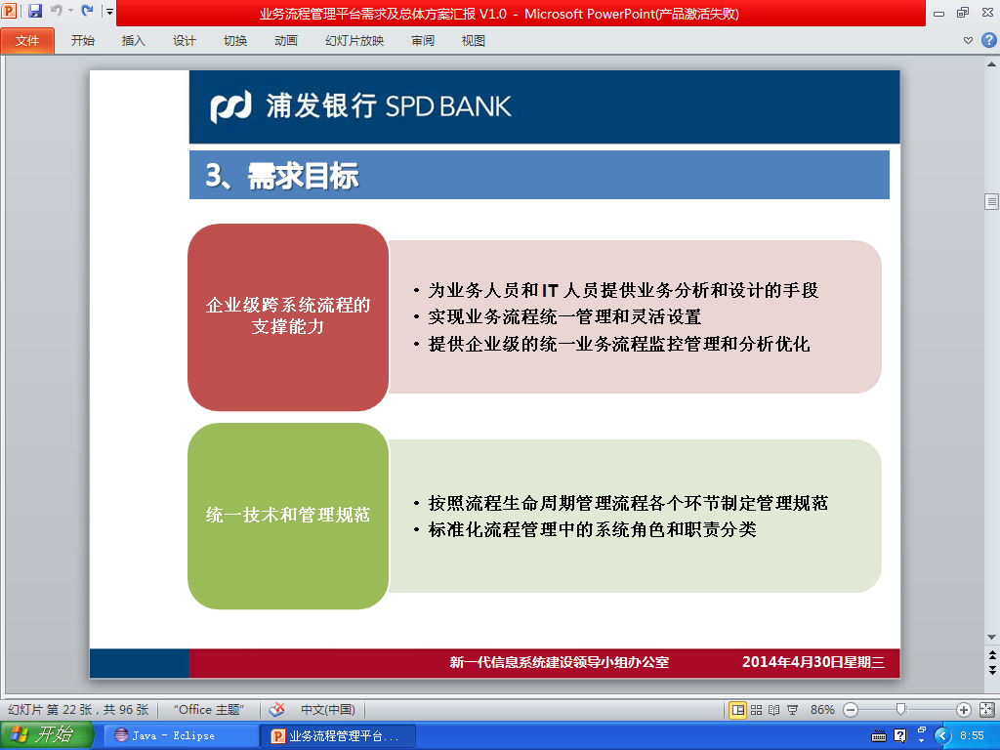 业务流程管理平台需求及总体方案汇报 V1.0 - Microsoft PowerPoint(产品激活失败)
文件 开始 插入 设计 切换 动画 幻灯片放映 审阅 视图
浦发银行 SPD BANK
3、需求目标
企业级跨系统流程的
支撑能力
• 为业务人员和IT 人员提供业务分析和设计的手段
• 实现业务流程统一管理和灵活设置
• 提供企业级的统一业务流程监控管理和分析优化
统一技术和管理规范
• 按照流程生命周期管理流程各个环节制定管理规范
• 标准化流程管理中的系统角色和职责分类
新一代信息系统建设领导小组办公室 2014年4月30日星期三
幻灯片 第 22 张，共 96 张 “Office 主题” 中文(中国) 86%
开始 Java - Eclipse 业务流程管理平台... 8:55